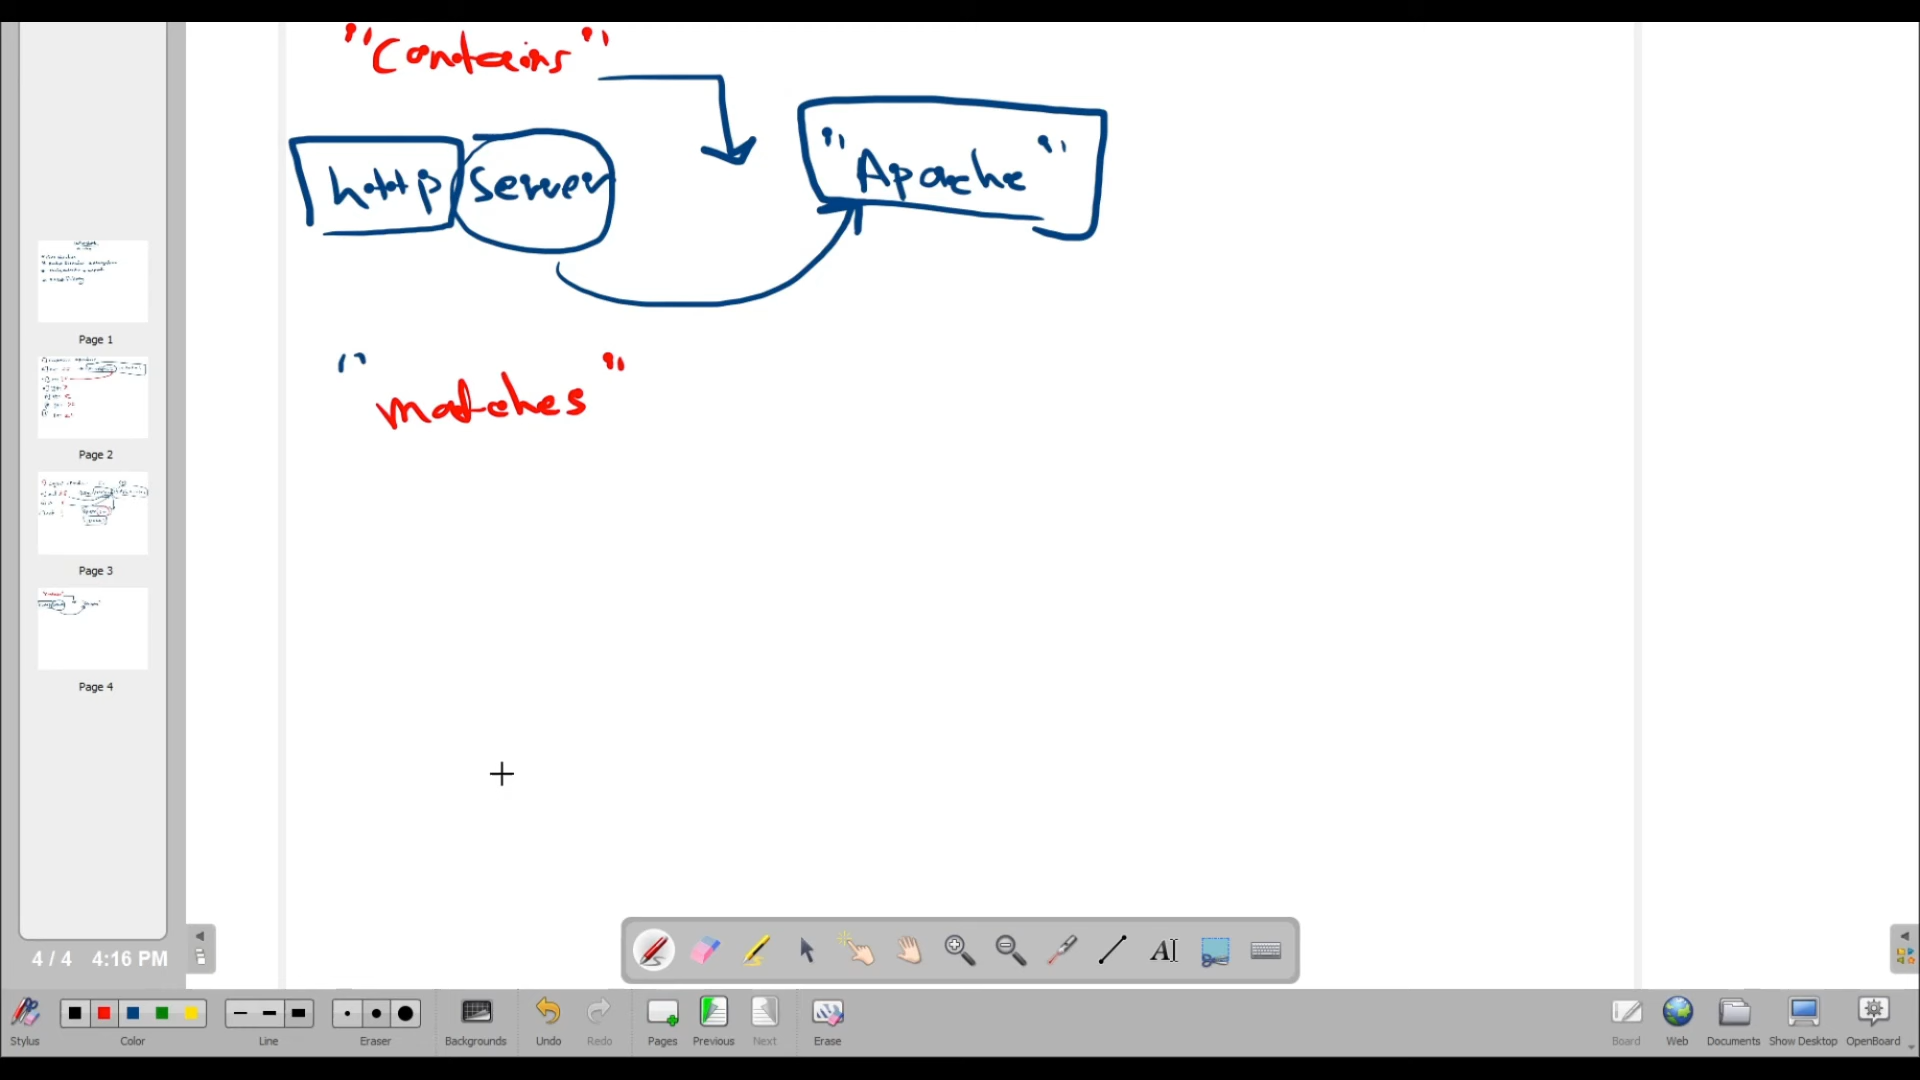 "Contains"
http server "Apache"
"matches"
Page 1
Page 2
Page 3
Page 4
4 / 4 4:16 PM
AI
Stylus Color Line Eraser Backgrounds Undo Redo Pages Previous Next Erase Board Web Documents Show Desktop OpenBoard